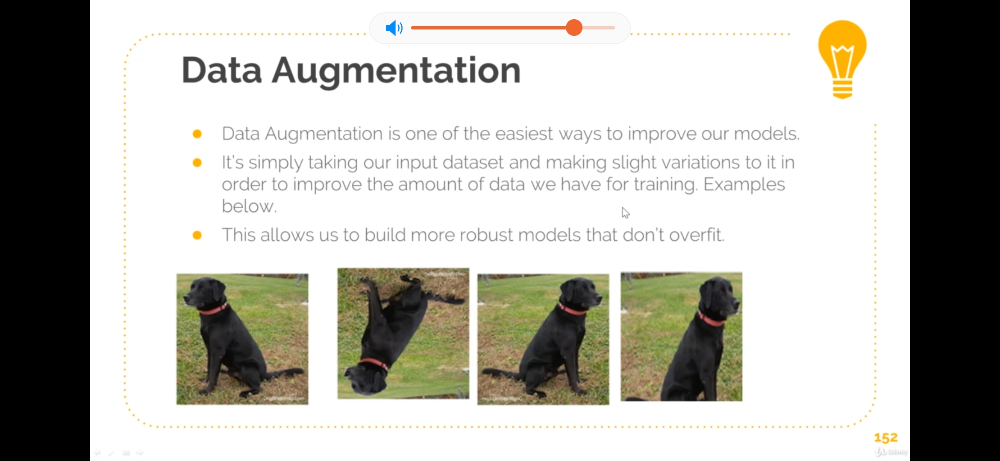 Data Augmentation
Data Augmentation is one of the easiest ways to improve our models.
It's simply taking our input dataset and making slight variations to it in
order to improve the amount of data we have for training. Examples
below.
This allows us to build more robust models that don't overfit.
152
Udemy